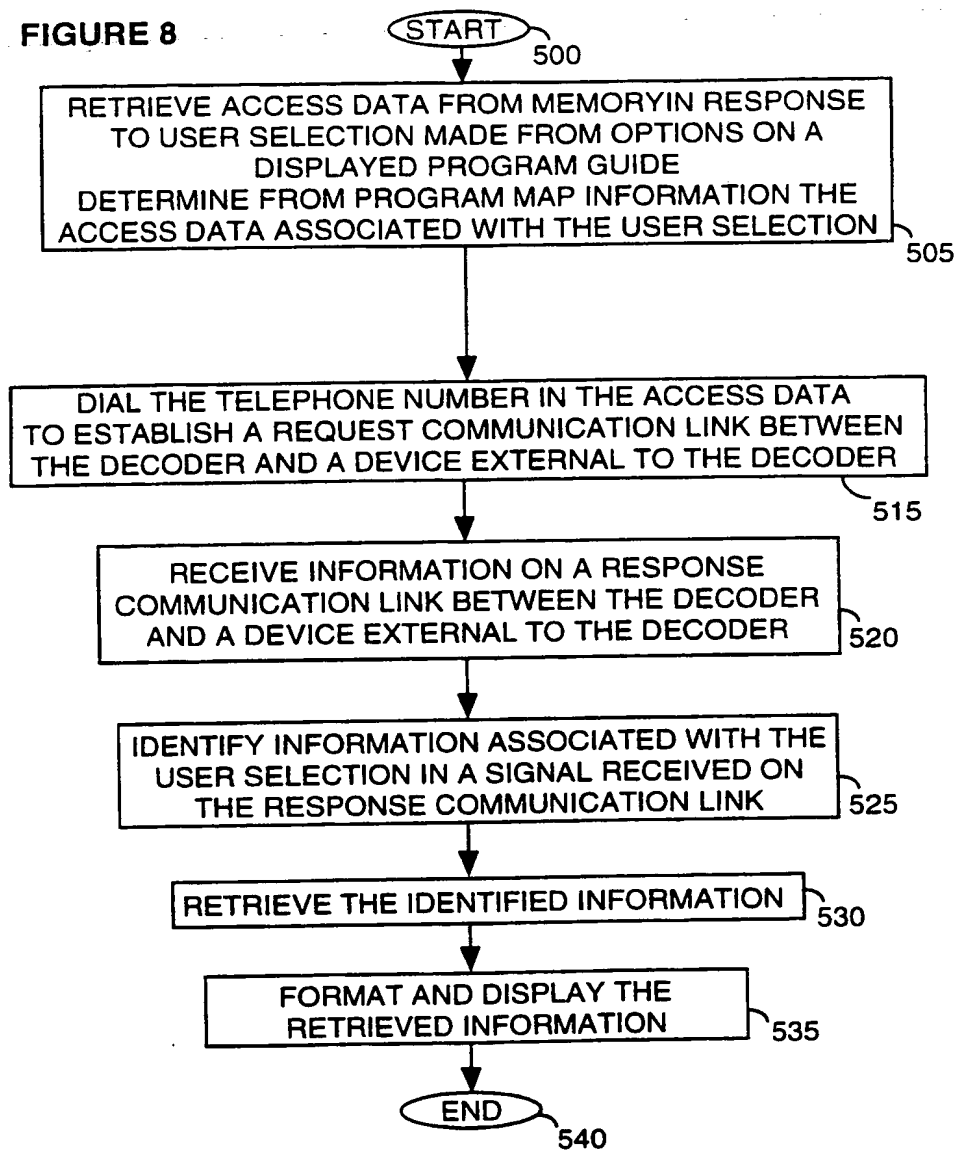 FIGURE 8
START
500
RETRIEVE ACCESS DATA FROM MEMORYIN RESPONSE
TO USER SELECTION MADE FROM OPTIONS ON A
DISPLAYED PROGRAM GUIDE
DETERMINE FROM PROGRAM MAP INFORMATION THE
ACCESS DATA ASSOCIATED WITH THE USER SELECTION
505
DIAL THE TELEPHONE NUMBER IN THE ACCESS DATA
TO ESTABLISH A REQUEST COMMUNICATION LINK BETWEEN
THE DECODER AND A DEVICE EXTERNAL TO THE DECODER
515
RECEIVE INFORMATION ON A RESPONSE
COMMUNICATION LINK BETWEEN THE DECODER
AND A DEVICE EXTERNAL TO THE DECODER
520
IDENTIFY INFORMATION ASSOCIATED WITH THE
USER SELECTION IN A SIGNAL RECEIVED ON
THE RESPONSE COMMUNICATION LINK
525
RETRIEVE THE IDENTIFIED INFORMATION
530
FORMAT AND DISPLAY THE
RETRIEVED INFORMATION
535
END
540